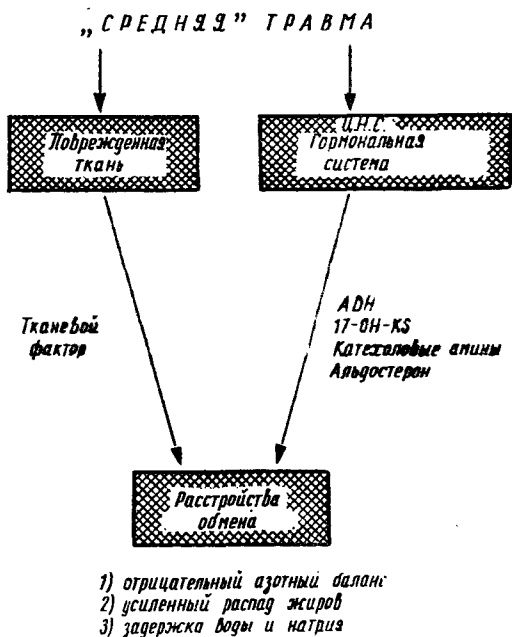 „СРЕДНЯЯ” ТРАВМА
Поврежденная
ткань
Ц.Н.С.
Гормональная
система
Тканевой
фактор
ADH
17-OH-KS
Катехоловые амины
Альдостерон
Расстройства
обмена
1) отрицательный азотный баланс
2) усиленный распад жиров
3) задержка воды и натрия